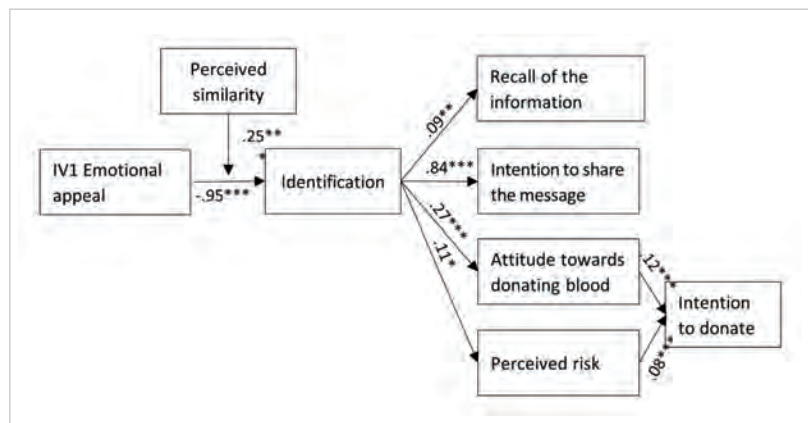 Perceived
similarity
.25**
*
IV1 Emotional
appeal
-.95***
Identification
.09**
Recall of the
information
.84***
Intention to share
the message
.27***
Attitude towards
donating blood
.11*
Perceived risk
.12***
.08***
Intention
to donate